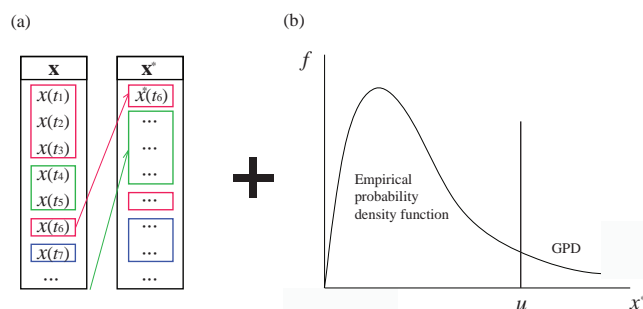 (a)
x x*
x(t1) x*(t6)
x(t2) ...
x(t3) ...
x(t4) ...
x(t5) ...
x(t6) ...
x(t7) ...
... ...
+
(b)
f
Empirical
probability
density function
GPD
u x*